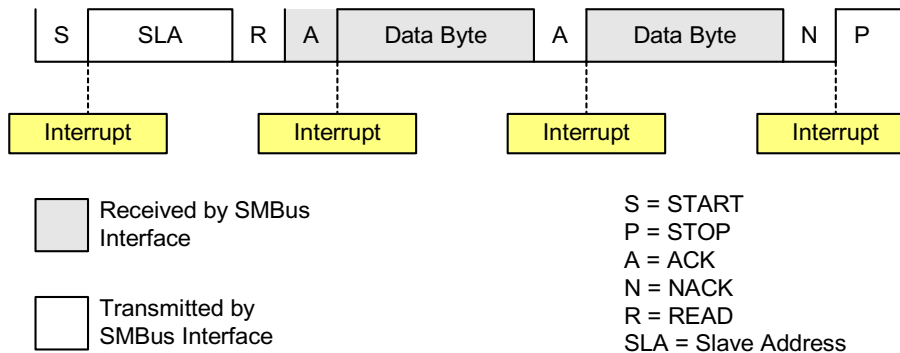 S SLA R A Data Byte A Data Byte N P
Interrupt Interrupt Interrupt Interrupt
Received by SMBus
Interface
Transmitted by
SMBus Interface
S = START
P = STOP
A = ACK
N = NACK
R = READ
SLA = Slave Address